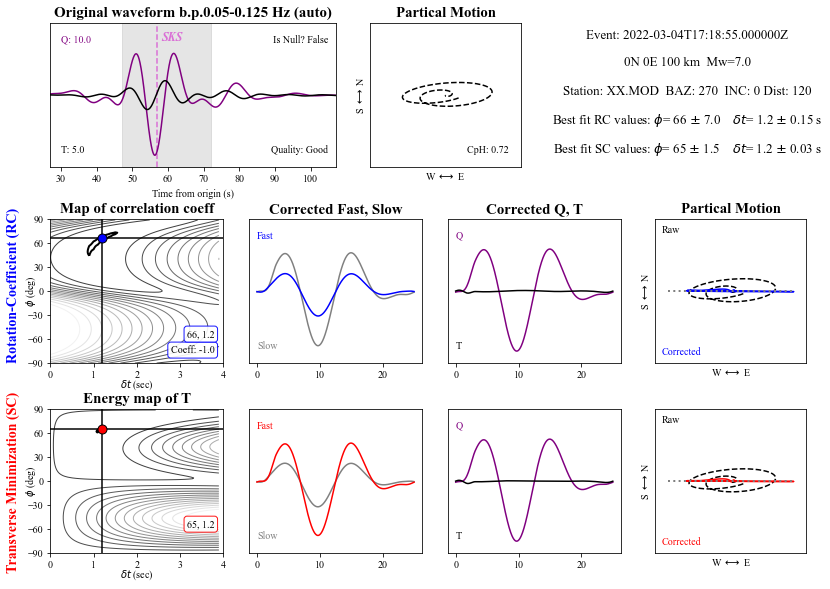 Original waveform b.p.0.05-0.125 Hz (auto)
Q: 10.0
SKS
Is Null? False
T: 5.0
Quality: Good
30 40 50 60 70 80 90 100
Time from origin (s)
Partical Motion
S ⟷ N
CpH: 0.72
W ⟷ E
Event: 2022-03-04T17:18:55.000000Z
0N 0E 100 km Mw=7.0
Station: XX.MOD BAZ: 270 INC: 0 Dist: 120
Best fit RC values: ϕ= 66 ± 7.0 δt= 1.2 ± 0.15 s
Best fit SC values: ϕ= 65 ± 1.5 δt= 1.2 ± 0.03 s
Rotation-Coefficient (RC)
Map of correlation coeff
ϕ (deg)
90
60
30
0
−30
−60
−90
66, 1.2
Coeff: -1.0
0 1 2 3 4
δt (sec)
Corrected Fast, Slow
Fast
Slow
0 10 20
Corrected Q, T
Q
T
0 10 20
Partical Motion
Raw
S ⟷ N
Corrected
W ⟷ E
Transverse Minimization (SC)
Energy map of T
ϕ (deg)
90
60
30
0
−30
−60
−90
65, 1.2
0 1 2 3 4
δt (sec)
Fast
Slow
0 10 20
Q
T
0 10 20
Raw
S ⟷ N
Corrected
W ⟷ E